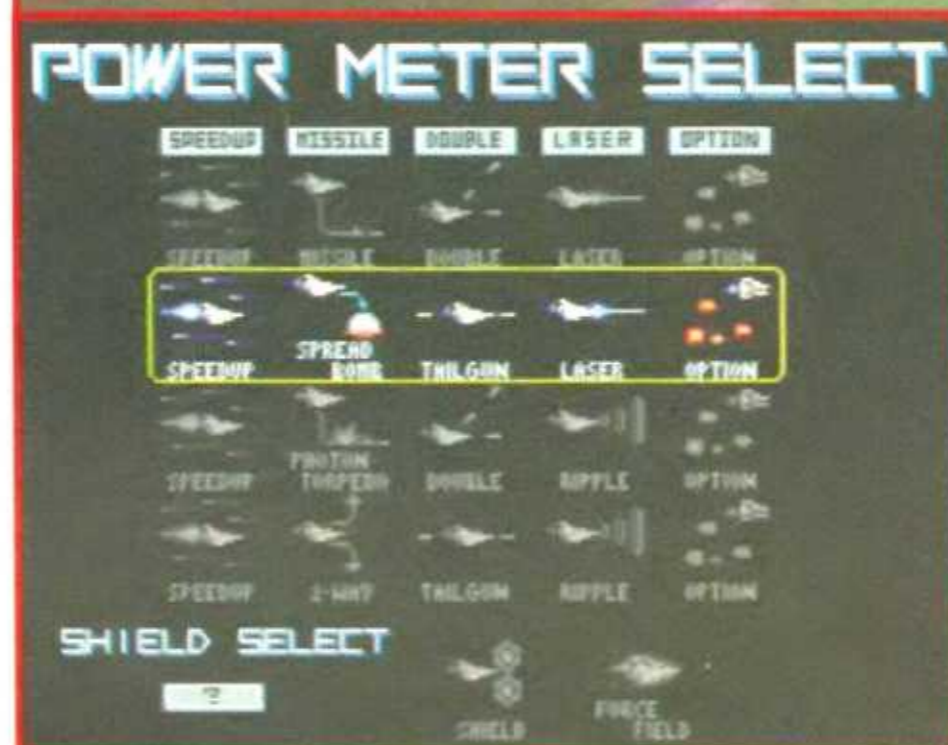 POWER METER SELECT
SPEEDUP MISSILE DOUBLE LASER OPTION
SPEEDUP MISSILE DOUBLE LASER OPTION
SPREAD
SPEEDUP BOMB TAILGUN LASER OPTION
PHOTON
SPEEDUP TORPEDO DOUBLE RIPPLE OPTION
SPEEDUP 2-WAY TAILGUN RIPPLE OPTION
SHIELD SELECT
?
FORCE
SHIELD FIELD